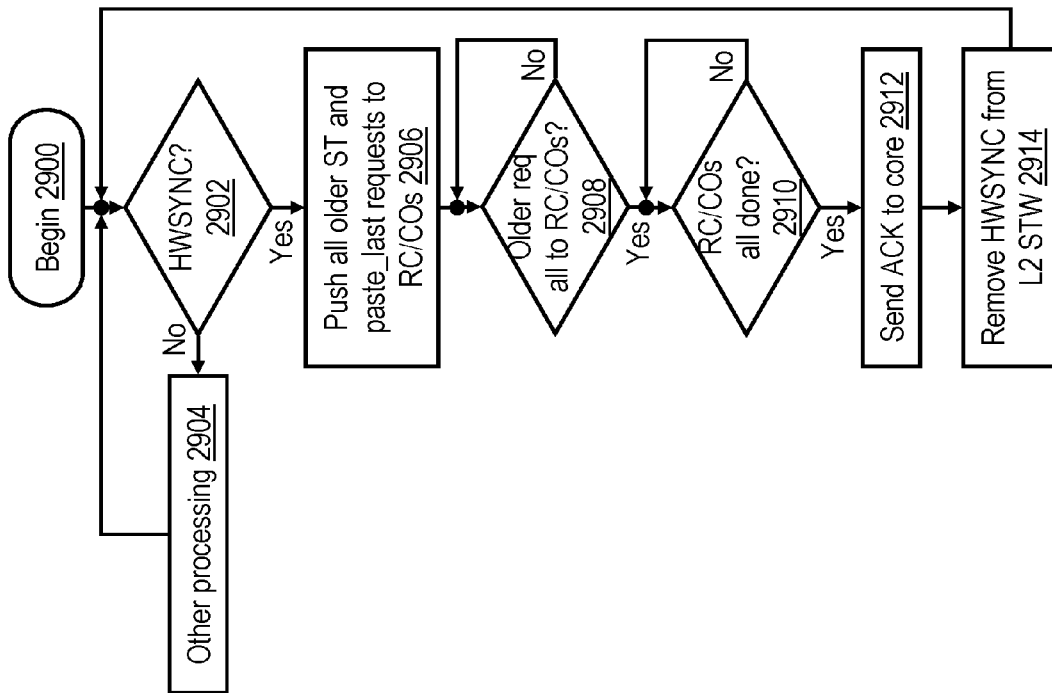 Begin 2900
HWSYNC?
2902
No
Yes
Other processing 2904
Push all older ST and
paste_last requests to
RC/COs 2906
Older req
all to RC/COs?
2908
No
Yes
RC/COs
all done?
2910
No
Yes
Send ACK to core 2912
Remove HWSYNC from
L2 STW 2914